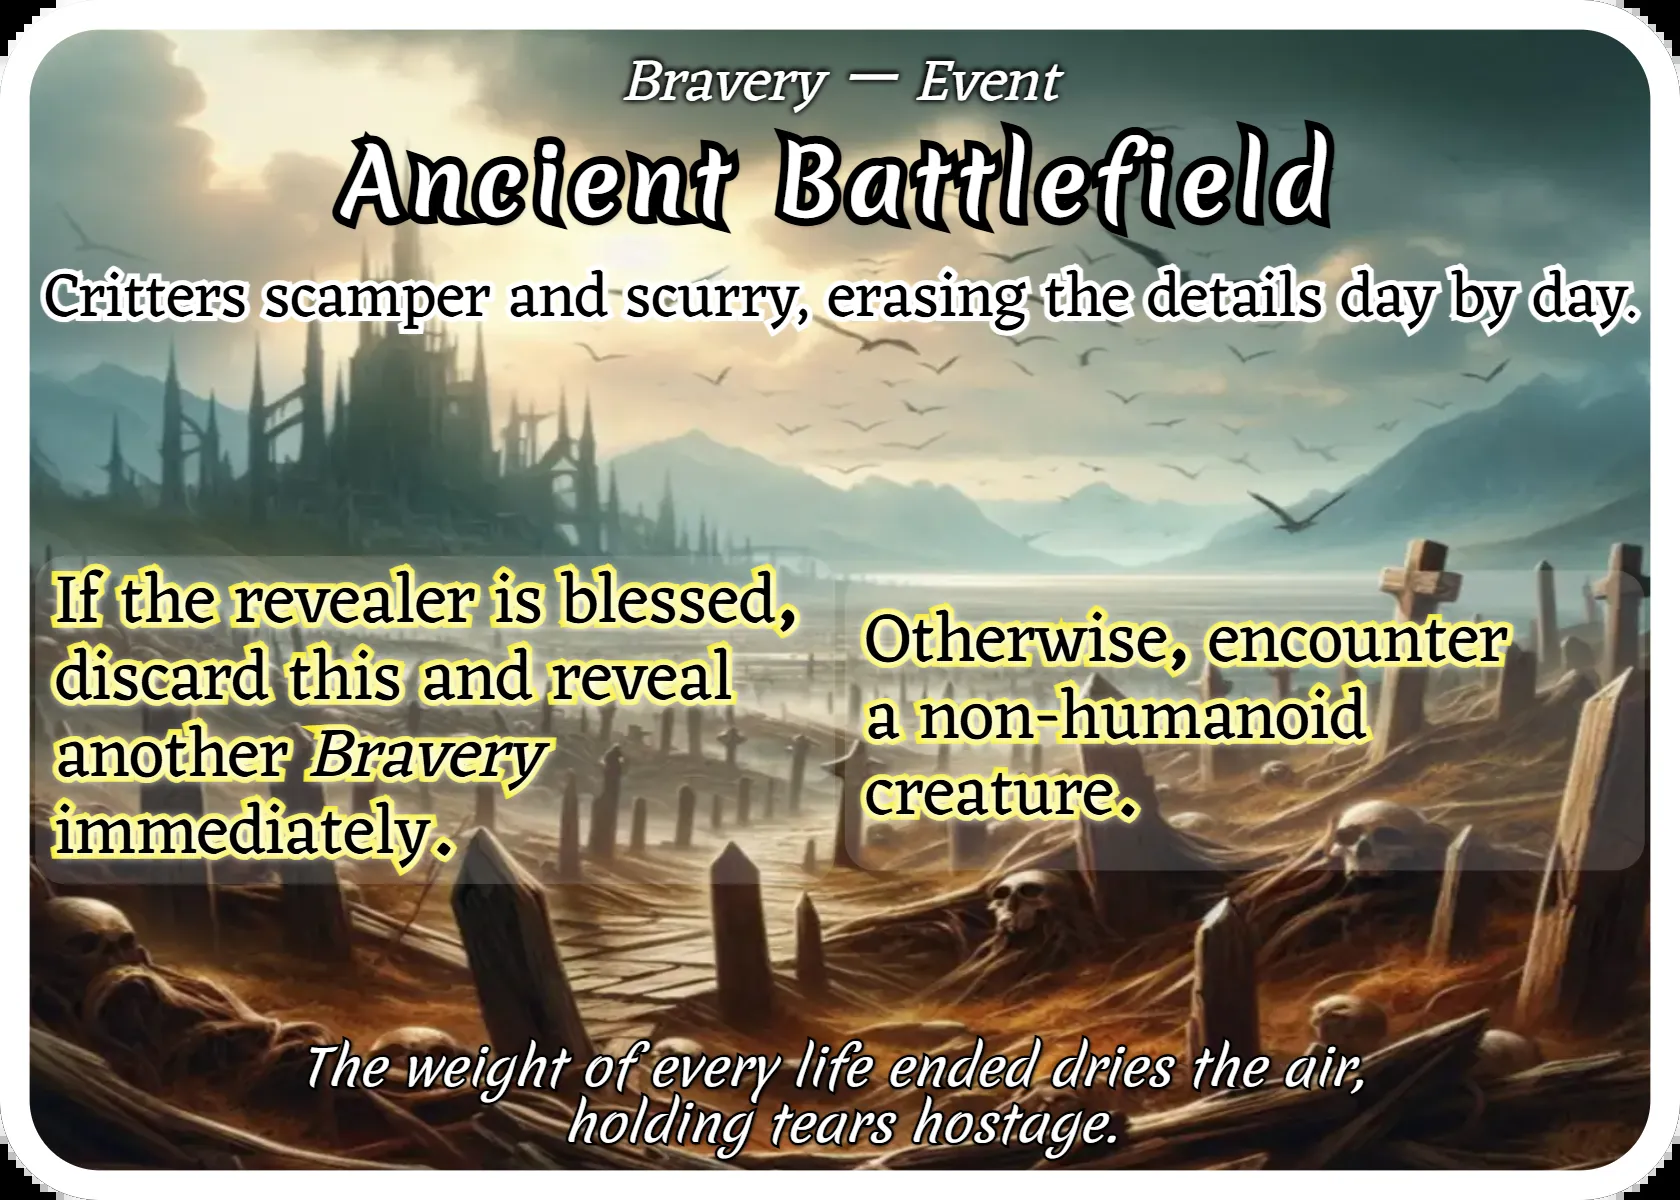 Bravery — Event
Ancient Battlefield
Critters scamper and scurry, erasing the details day by day.
If the revealer is blessed,
discard this and reveal
another Bravery
immediately.
Otherwise, encounter
a non-humanoid
creature.
The weight of every life ended dries the air,
holding tears hostage.